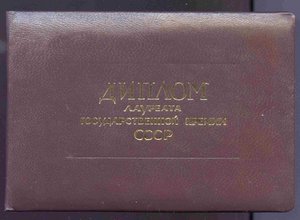 ДИПЛОМ
ЛАУРЕАТА
ГОСУДАРСТВЕННОЙ ПРЕМИИ
СССР